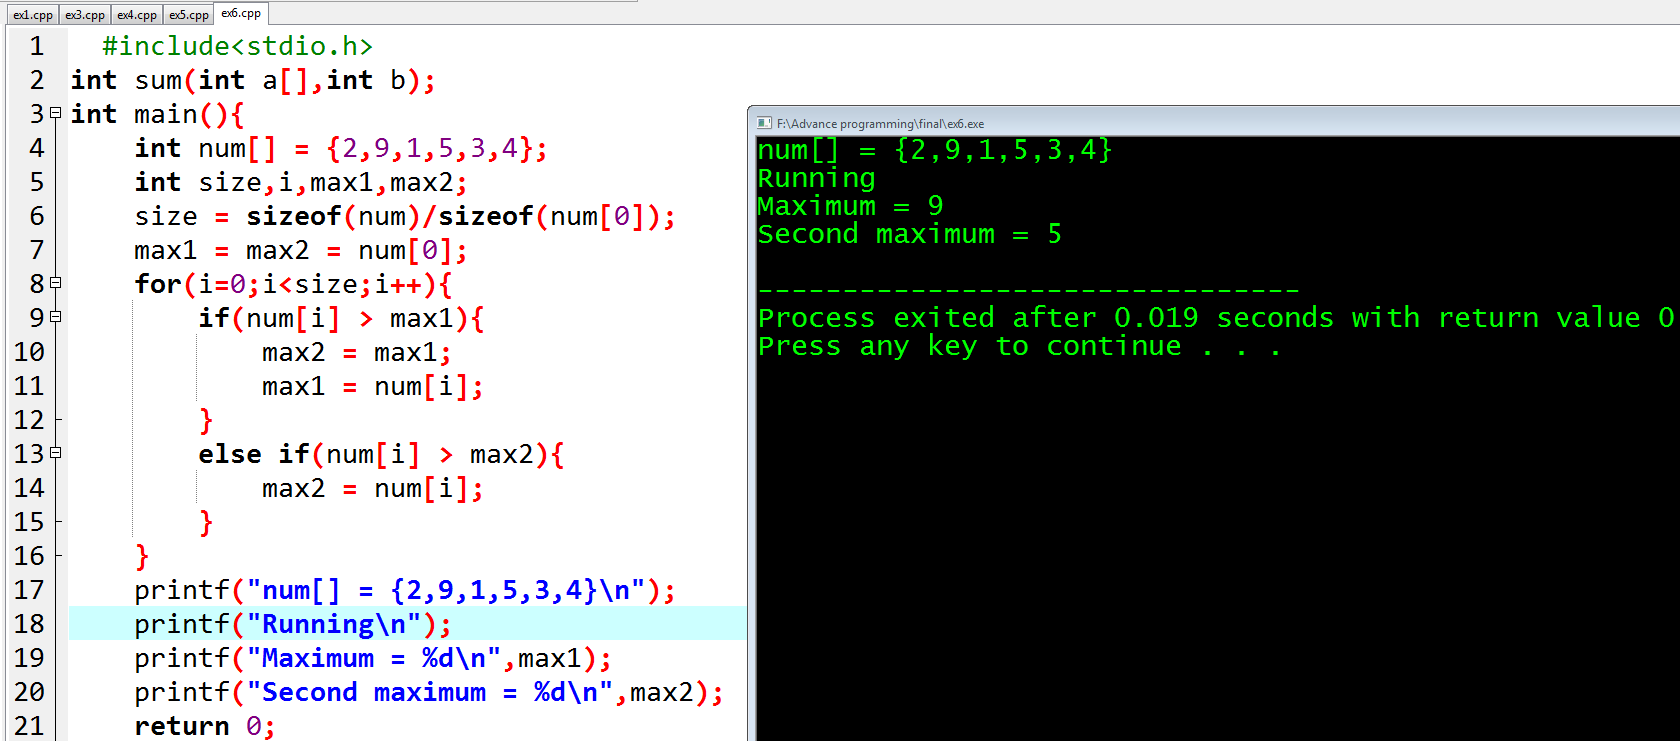 ex1.cpp ex3.cpp ex4.cpp ex5.cpp ex6.cpp
1 #include<stdio.h>
2 int sum(int a[],int b);
3 int main(){
4 int num[] = {2,9,1,5,3,4};
5 int size,i,max1,max2;
6 size = sizeof(num)/sizeof(num[0]);
7 max1 = max2 = num[0];
8 for(i=0;i<size;i++){
9 if(num[i] > max1){
10 max2 = max1;
11 max1 = num[i];
12 }
13 else if(num[i] > max2){
14 max2 = num[i];
15 }
16 }
17 printf("num[] = {2,9,1,5,3,4}\n");
18 printf("Running\n");
19 printf("Maximum = %d\n",max1);
20 printf("Second maximum = %d\n",max2);
21 return 0;
F:\Advance programming\final\ex6.exe
num[] = {2,9,1,5,3,4}
Running
Maximum = 9
Second maximum = 5
--------------------------------
Process exited after 0.019 seconds with return value 0
Press any key to continue . . .